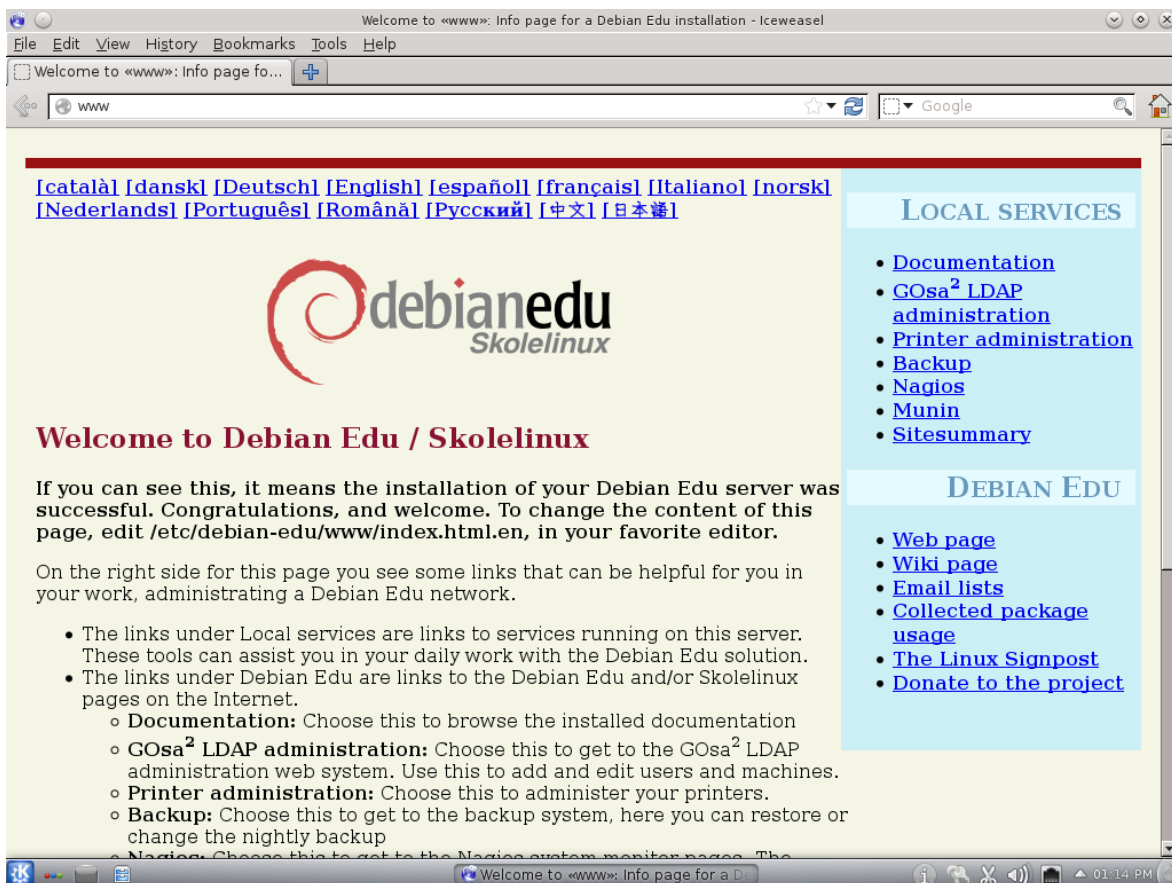 Welcome to «www»: Info page for a Debian Edu installation - Iceweasel
File Edit View History Bookmarks Tools Help
Welcome to «www»: Info page fo...
www
Google
[català] [dansk] [Deutsch] [English] [español] [français] [Italiano] [norsk]
[Nederlands] [Português] [Română] [Русский] [中文] [日本語]
debianedu
Skolelinux
Welcome to Debian Edu / Skolelinux
If you can see this, it means the installation of your Debian Edu server was
successful. Congratulations, and welcome. To change the content of this
page, edit /etc/debian-edu/www/index.html.en, in your favorite editor.
On the right side for this page you see some links that can be helpful for you in
your work, administrating a Debian Edu network.
• The links under Local services are links to services running on this server.
These tools can assist you in your daily work with the Debian Edu solution.
• The links under Debian Edu are links to the Debian Edu and/or Skolelinux
pages on the Internet.
◦ Documentation: Choose this to browse the installed documentation
◦ GOsa² LDAP administration: Choose this to get to the GOsa² LDAP
administration web system. Use this to add and edit users and machines.
◦ Printer administration: Choose this to administer your printers.
◦ Backup: Choose this to get to the backup system, here you can restore or
change the nightly backup
◦ Nagios: Choose this to get to the Nagios system monitor pages. The
LOCAL SERVICES
• Documentation
• GOsa² LDAP
administration
• Printer administration
• Backup
• Nagios
• Munin
• Sitesummary
DEBIAN EDU
• Web page
• Wiki page
• Email lists
• Collected package
usage
• The Linux Signpost
• Donate to the project
Welcome to «www»: Info page for a De
01:14 PM